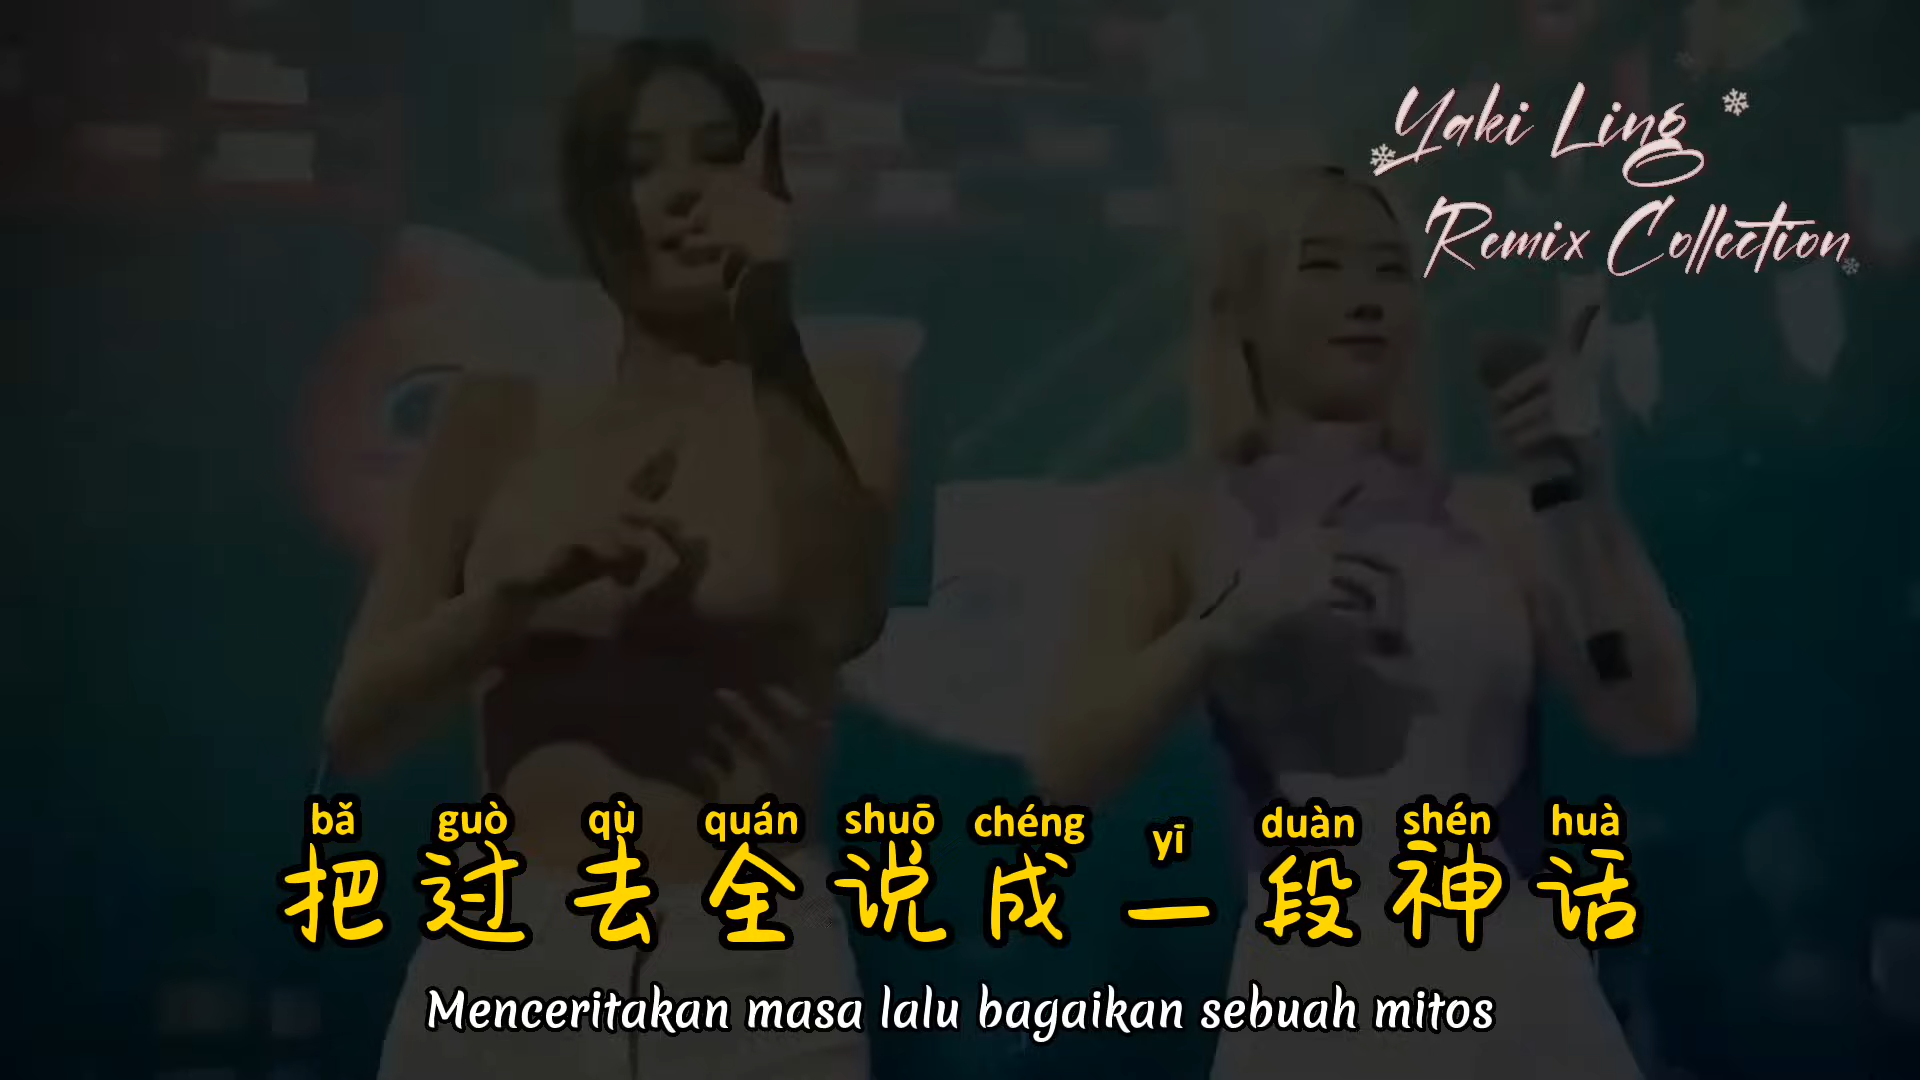 Yaki Ling
Remix Collection
bǎ guò qù quán shuō chéng yī duàn shén huà
把过去全说成一段神话
Menceritakan masa lalu bagaikan sebuah mitos